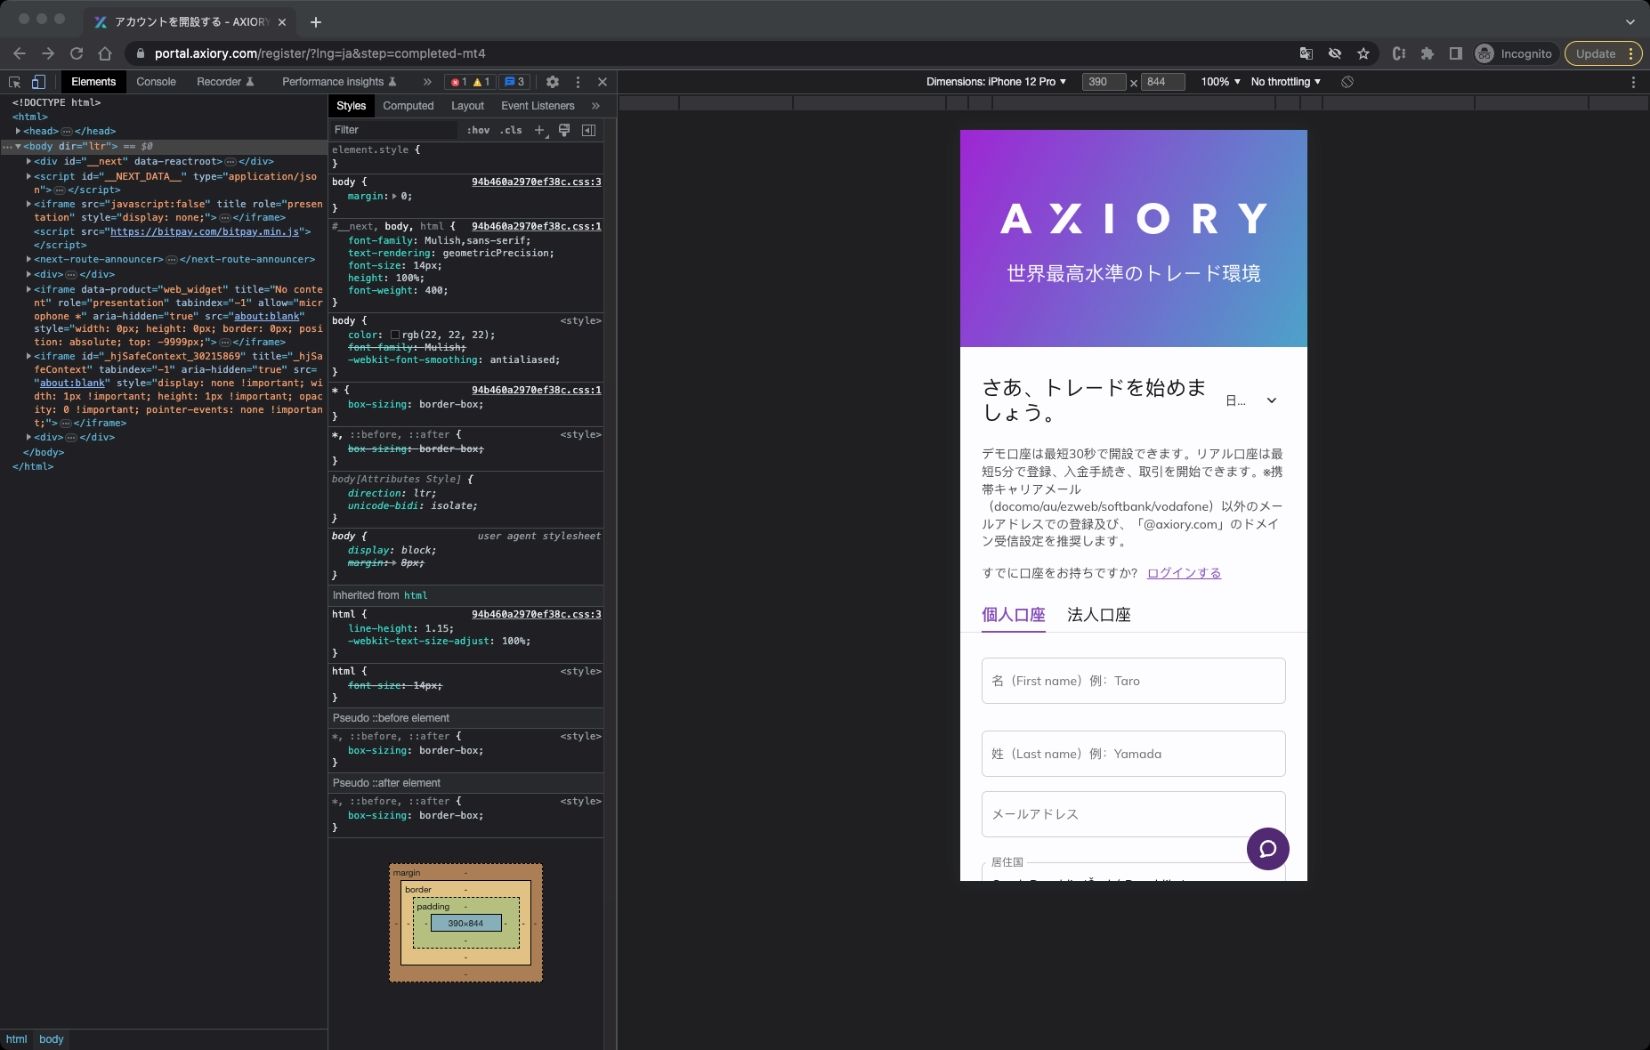 アカウントを開設する - AXIORY
portal.axiory.com/register/?lng=ja&step=completed-mt4
Incognito
Update
Elements
Console
Recorder
Performance insights
1
1
3
Dimensions: iPhone 12 Pro
390
×
844
100%
No throttling
<!DOCTYPE html>
<html>
<head>…</head>
<body dir="ltr"> == $0
<div id="__next" data-reactroot>…</div>
<script id="__NEXT_DATA__" type="application/jso
n">…</script>
<iframe src="javascript:false" title role="presen
tation" style="display: none;">…</iframe>
<script src="https://bitpay.com/bitpay.min.js">
</script>
<next-route-announcer>…</next-route-announcer>
<div>…</div>
<iframe data-product="web_widget" title="No conte
nt" role="presentation" tabindex="-1" allow="micr
ophone *" aria-hidden="true" src="about:blank"
style="width: 0px; height: 0px; border: 0px; posi
tion: absolute; top: -9999px;">…</iframe>
<iframe id="_hjSafeContext_30215869" title="_hjSa
feContext" tabindex="-1" aria-hidden="true" src=
"about:blank" style="display: none !important; wi
dth: 1px !important; height: 1px !important; opac
ity: 0 !important; pointer-events: none !importan
t;">…</iframe>
<div>…</div>
</body>
</html>
html
body
Styles
Computed
Layout
Event Listeners
Filter
:hov
.cls
element.style {
}
body {
94b460a2970ef38c.css:3
margin: 0;
}
#__next, body, html {
94b460a2970ef38c.css:1
font-family: Mulish,sans-serif;
text-rendering: geometricPrecision;
font-size: 14px;
height: 100%;
font-weight: 400;
}
body {
<style>
color: rgb(22, 22, 22);
font-family: Mulish;
-webkit-font-smoothing: antialiased;
}
* {
94b460a2970ef38c.css:1
box-sizing: border-box;
}
*, ::before, ::after {
<style>
box-sizing: border-box;
}
body[Attributes Style] {
direction: ltr;
unicode-bidi: isolate;
}
body {
user agent stylesheet
display: block;
margin: 8px;
}
Inherited from html
html {
94b460a2970ef38c.css:3
line-height: 1.15;
-webkit-text-size-adjust: 100%;
}
html {
<style>
font-size: 14px;
}
Pseudo ::before element
*, ::before, ::after {
<style>
box-sizing: border-box;
}
Pseudo ::after element
*, ::before, ::after {
<style>
box-sizing: border-box;
}
margin
border
padding
390×844
AXIORY
世界最高水準のトレード環境
さあ、トレードを始めま
しょう。
日...
デモ口座は最短30秒で開設できます。リアル口座は最
短5分で登録、入金手続き、取引を開始できます。※携
帯キャリアメール
（docomo/au/ezweb/softbank/vodafone）以外のメー
ルアドレスでの登録及び、「@axiory.com」のドメイ
ン受信設定を推奨します。
すでに口座をお持ちですか? ログインする
個人口座
法人口座
名（First name）例：Taro
姓（Last name）例：Yamada
メールアドレス
居住国